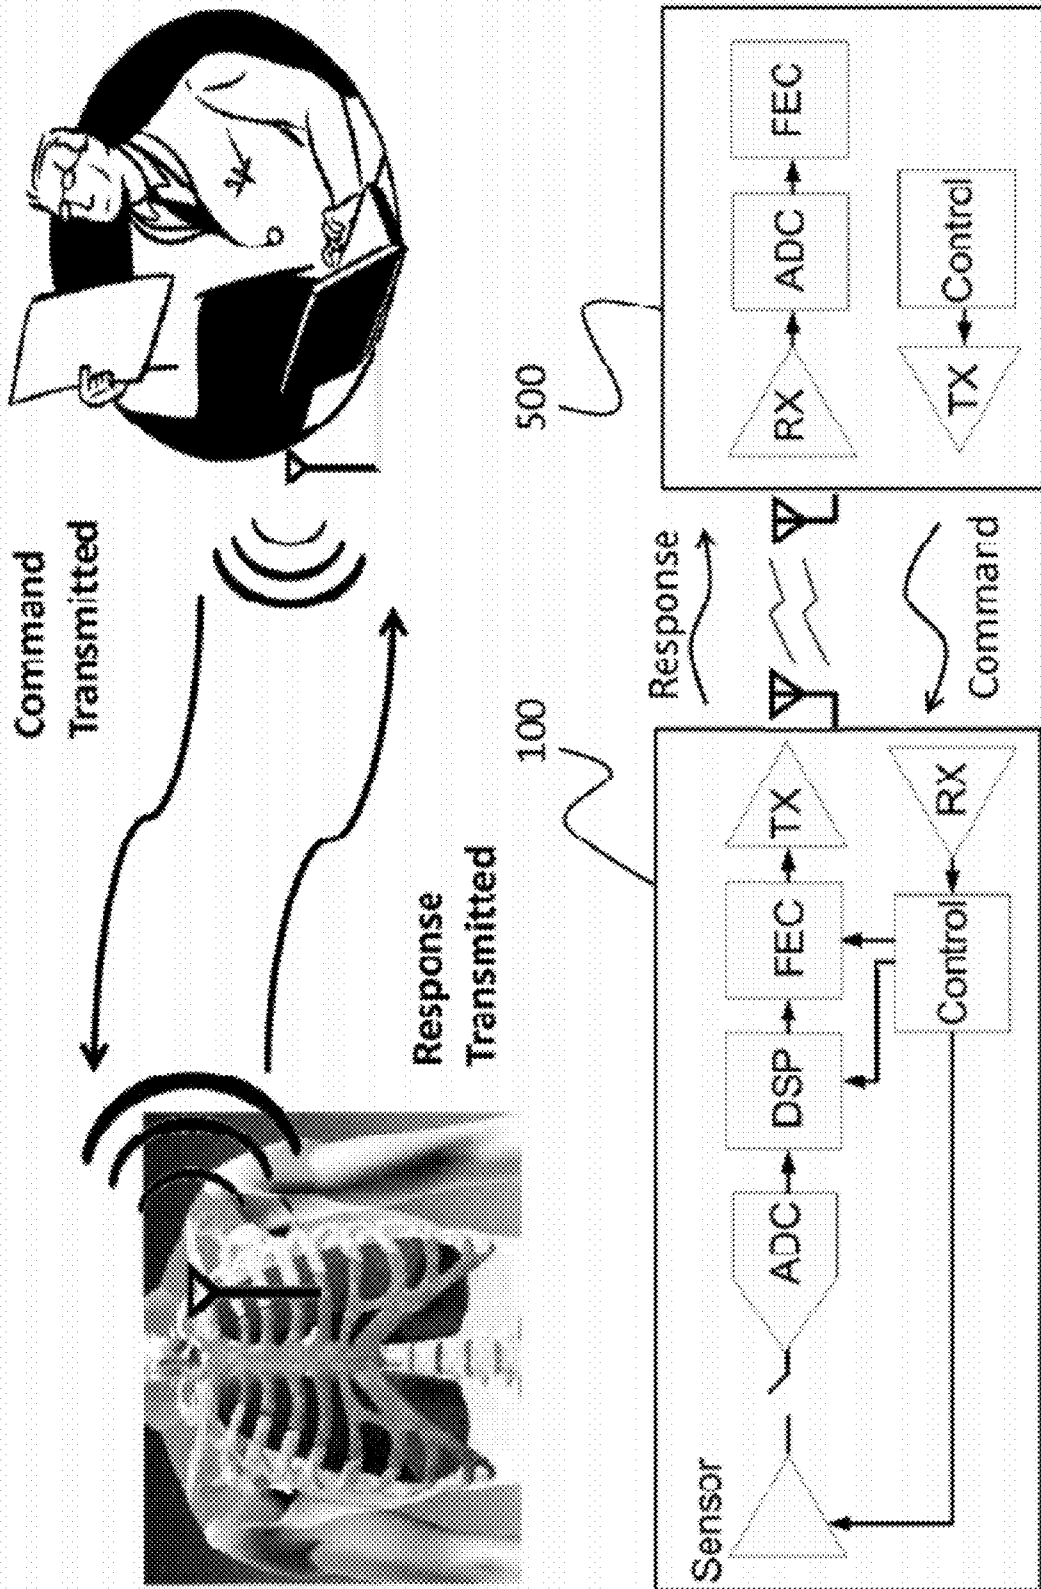 Command
Transmitted
Response
Transmitted
100
500
Sensor
ADC
DSP
FEC
TX
Control
RX
Response
Command
RX
ADC
FEC
TX
Control